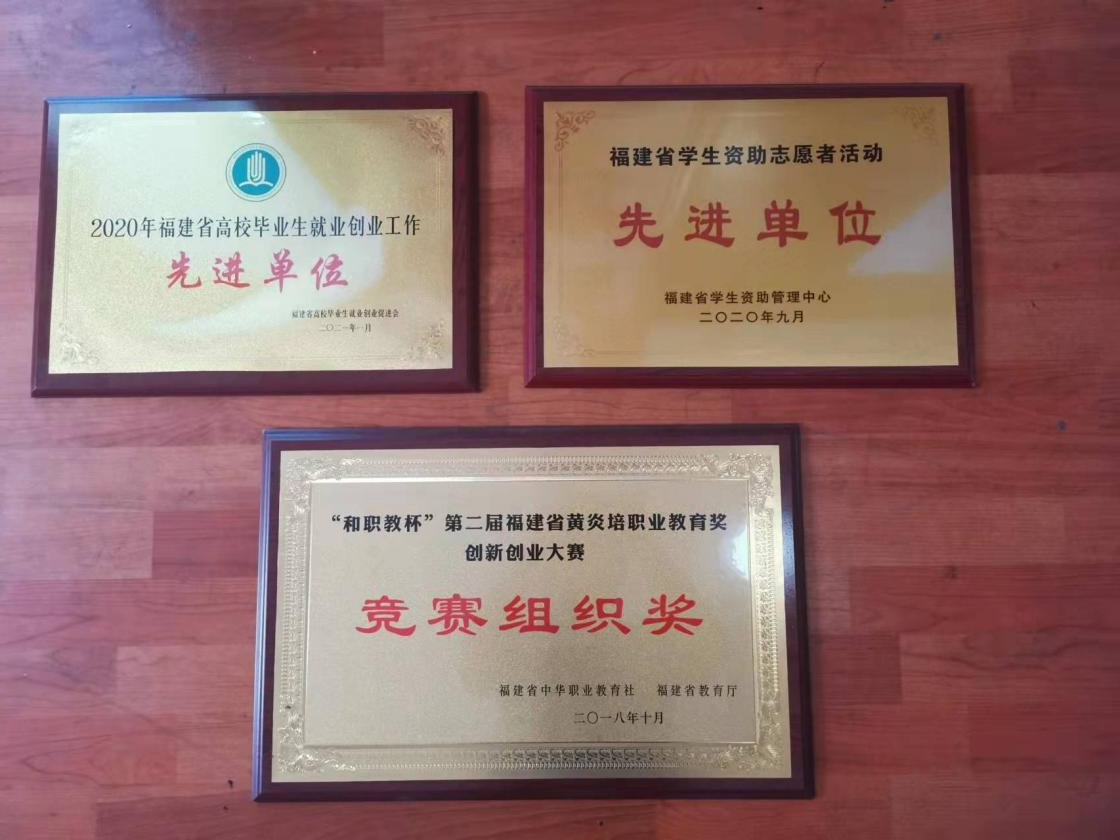 2020年福建省高校毕业生就业创业工作
先进单位
福建省高校毕业生就业创业促进会
二〇二一年一月
福建省学生资助志愿者活动
先进单位
福建省学生资助管理中心
二〇二〇年九月
“和职教杯”第二届福建省黄炎培职业教育奖
创新创业大赛
竞赛组织奖
福建省中华职业教育社 福建省教育厅
二〇一八年十月